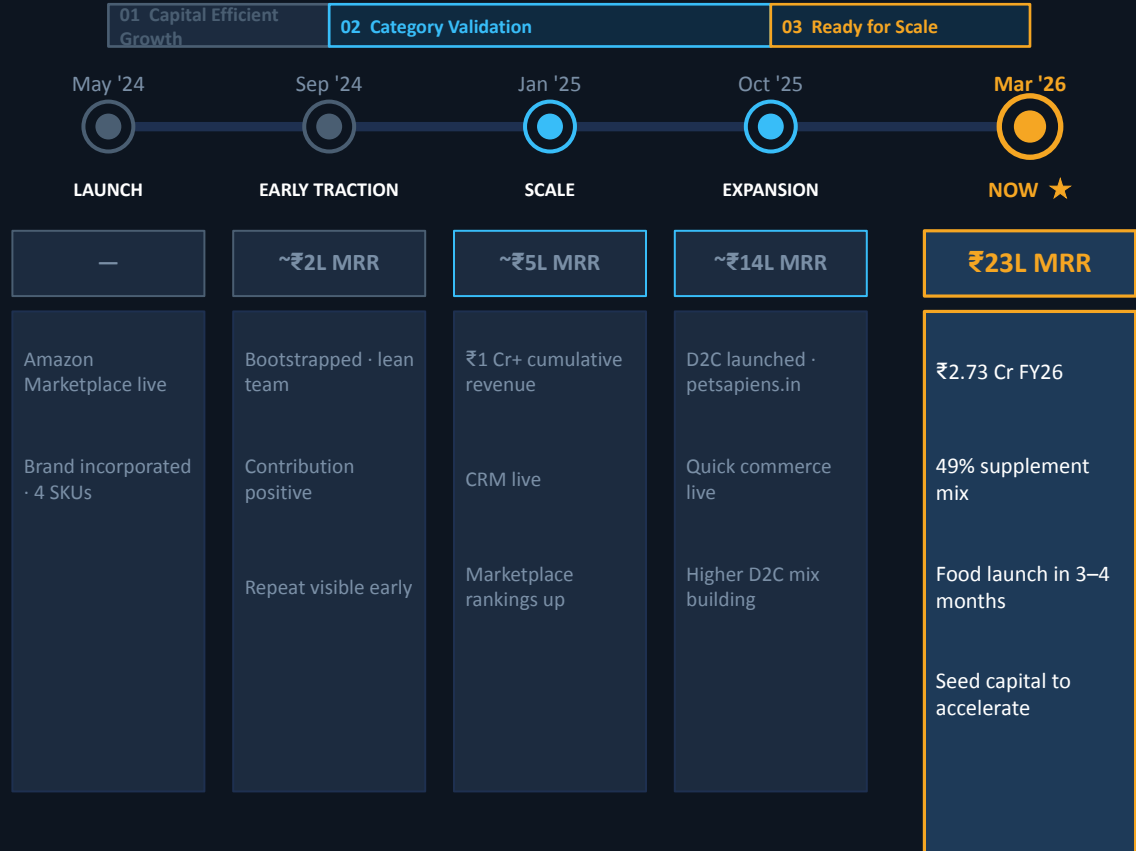 01 Capital Efficient
Growth
02 Category Validation
03 Ready for Scale
May '24
Sep '24
Jan '25
Oct '25
Mar '26
LAUNCH
EARLY TRACTION
SCALE
EXPANSION
NOW ★
—
~₹2L MRR
~₹5L MRR
~₹14L MRR
₹23L MRR
Amazon
Marketplace live
Brand incorporated
· 4 SKUs
Bootstrapped · lean
team
Contribution
positive
Repeat visible early
₹1 Cr+ cumulative
revenue
CRM live
Marketplace
rankings up
D2C launched ·
petsapiens.in
Quick commerce
live
Higher D2C mix
building
₹2.73 Cr FY26
49% supplement
mix
Food launch in 3–4
months
Seed capital to
accelerate